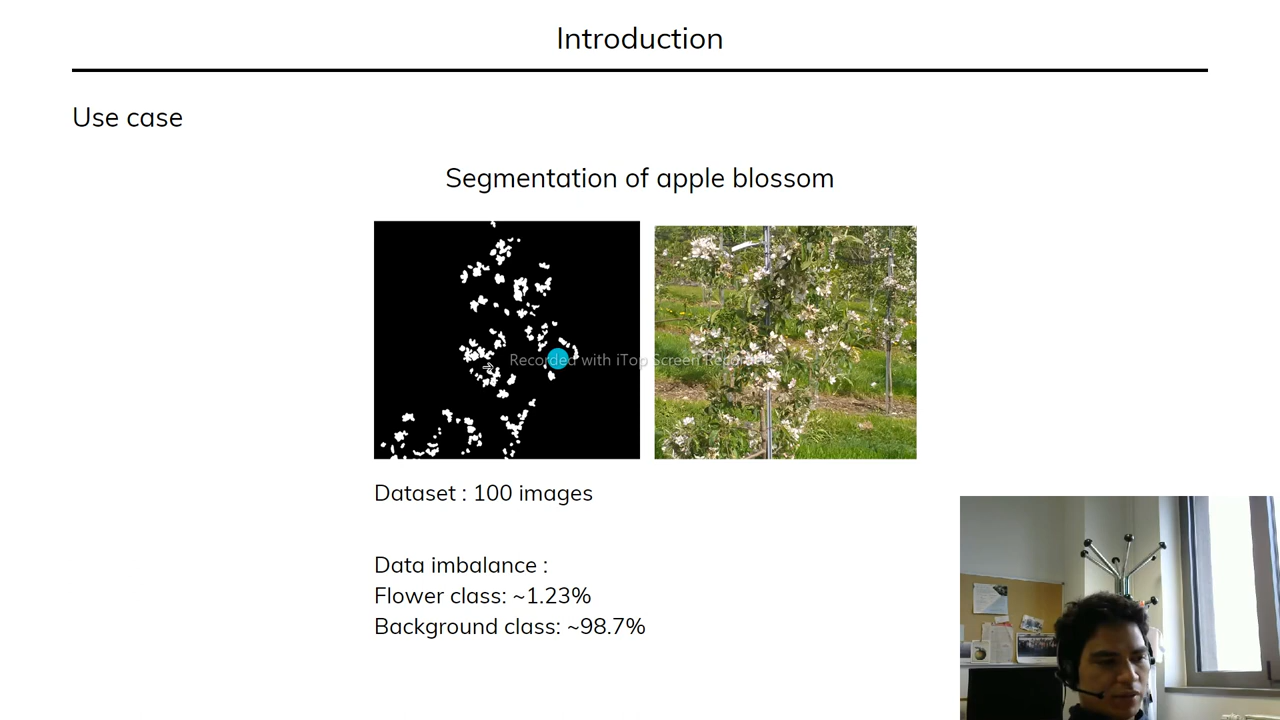 Introduction
Use case
Segmentation of apple blossom
Recorded with iTop Screen Recorder
Dataset : 100 images
Data imbalance :
Flower class: ~1.23%
Background class: ~98.7%